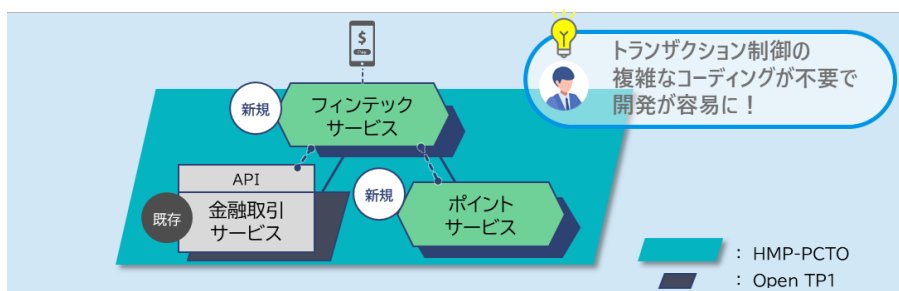 $
トランザクション制御の
複雑なコーディングが不要で
開発が容易に！
新規
フィンテック
サービス
API
既存
金融取引
サービス
新規
ポイント
サービス
： HMP-PCTO
： Open TP1